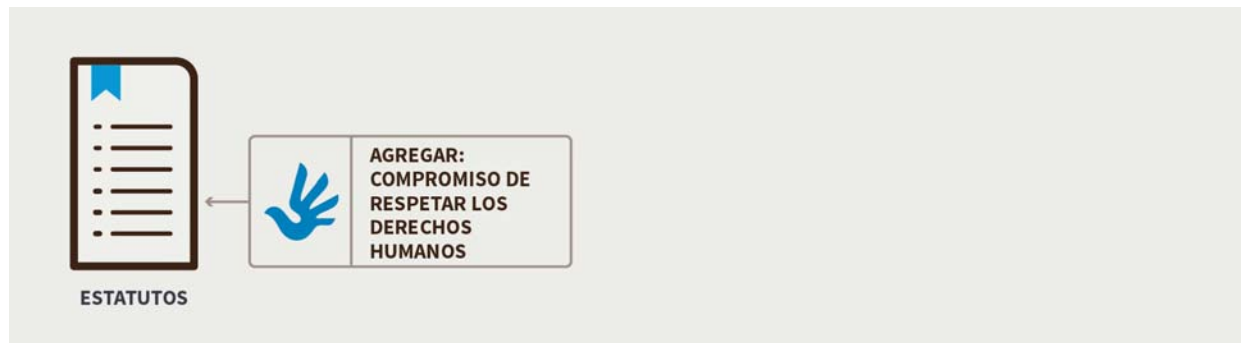 AGREGAR:
COMPROMISO DE
RESPETAR LOS
DERECHOS
HUMANOS
ESTATUTOS